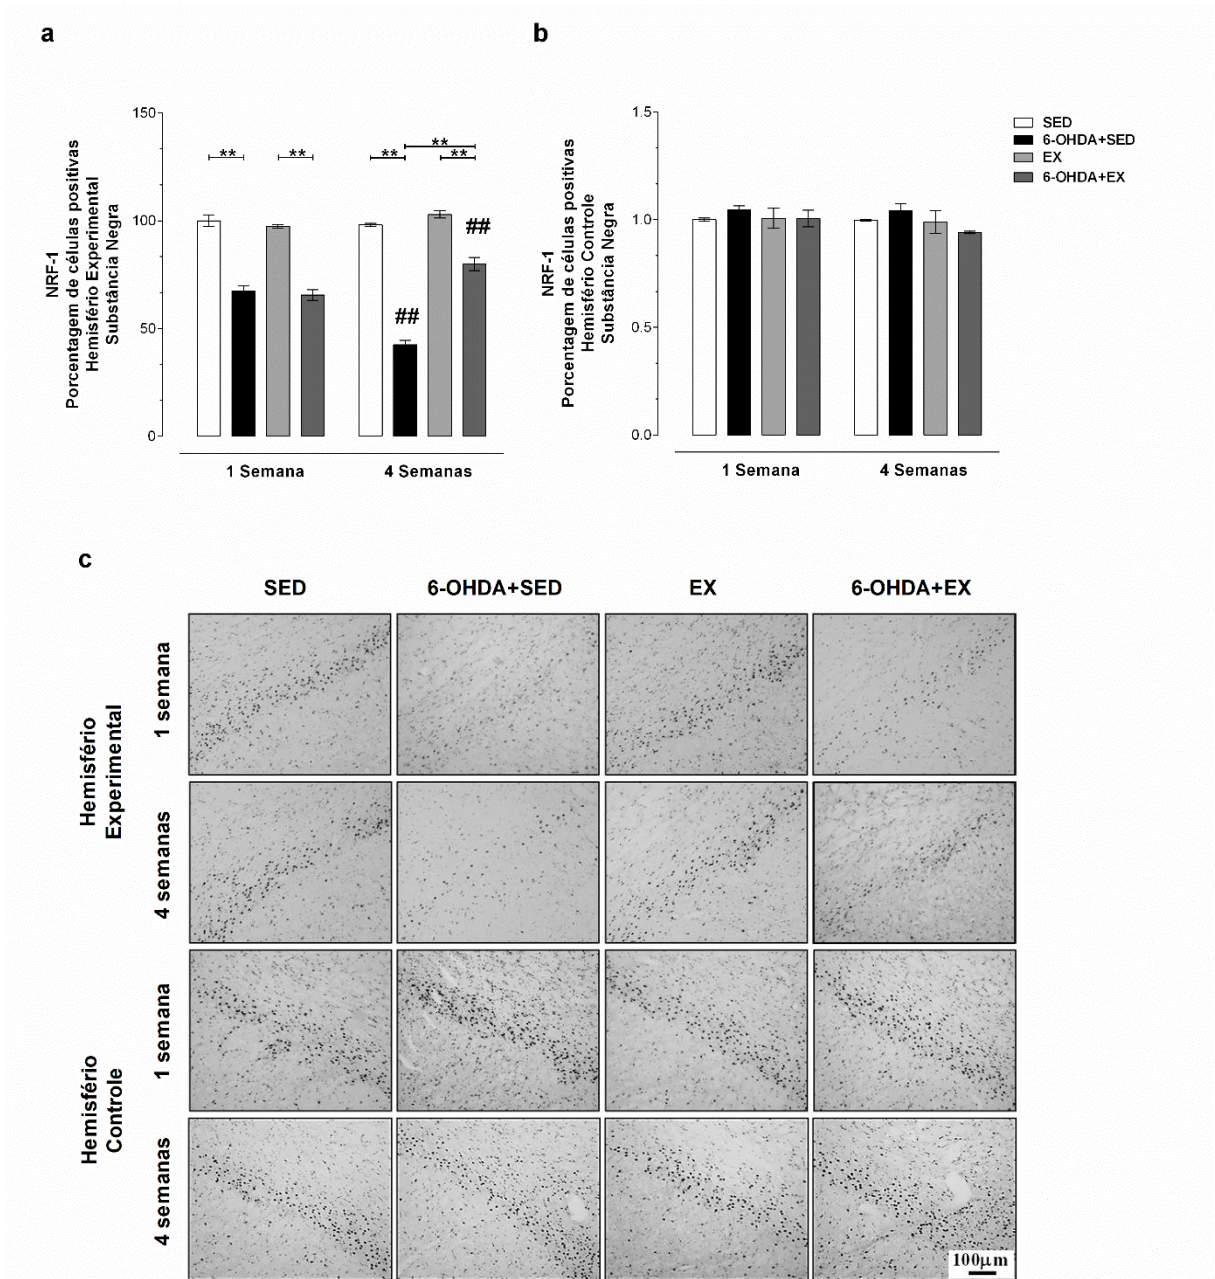 a
b
NRF-1
Porcentagem de células positivas
Hemisfério Experimental
Substância Negra
150
100
50
0
**
**
**
**
**
##
##
1 Semana
4 Semanas
NRF-1
Porcentagem de células positivas
Hemisfério Controle
Substância Negra
1.5
1.0
0.5
0.0
1 Semana
4 Semanas
SED
6-OHDA+SED
EX
6-OHDA+EX
c
SED
6-OHDA+SED
EX
6-OHDA+EX
Hemisfério
Experimental
1 semana
4 semanas
Hemisfério
Controle
1 semana
4 semanas
100µm